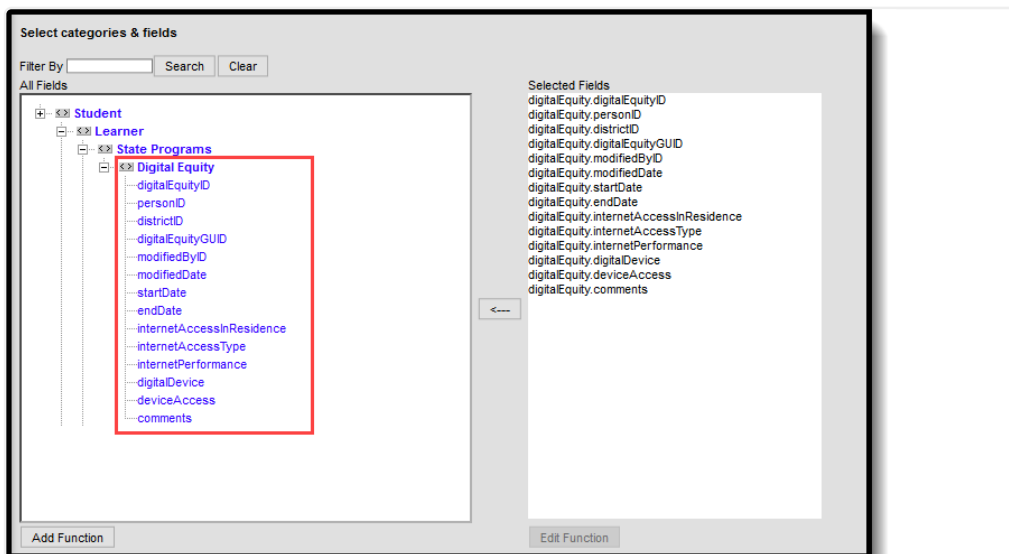 Select categories & fields
Filter By Search Clear
All Fields
Student
Learner
State Programs
Digital Equity
digitalEquityID
personID
districtID
digitalEquityGUID
modifiedByID
modifiedDate
startDate
endDate
internetAccessInResidence
internetAccessType
internetPerformance
digitalDevice
deviceAccess
comments
Add Function
<---
Selected Fields
digitalEquity.digitalEquityID
digitalEquity.personID
digitalEquity.districtID
digitalEquity.digitalEquityGUID
digitalEquity.modifiedByID
digitalEquity.modifiedDate
digitalEquity.startDate
digitalEquity.endDate
digitalEquity.internetAccessInResidence
digitalEquity.internetAccessType
digitalEquity.internetPerformance
digitalEquity.digitalDevice
digitalEquity.deviceAccess
digitalEquity.comments
Edit Function